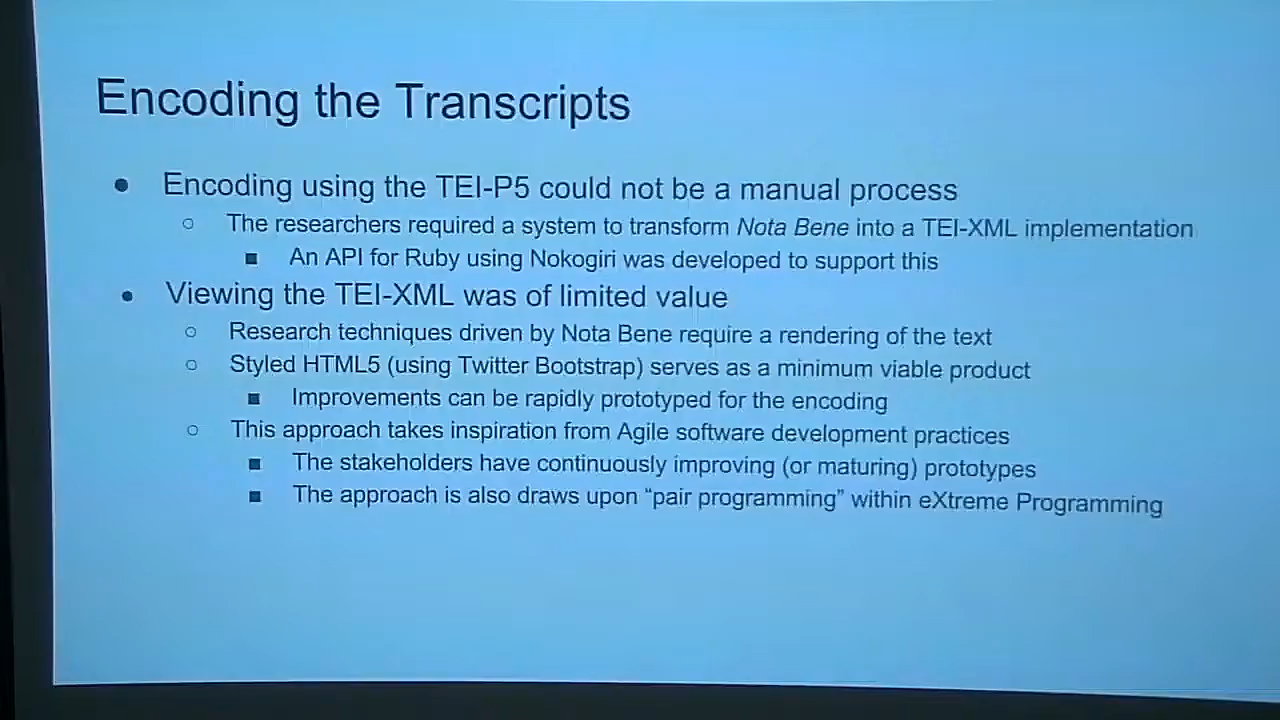 Encoding the Transcripts
● Encoding using the TEI-P5 could not be a manual process
○ The researchers required a system to transform Nota Bene into a TEI-XML implementation
■ An API for Ruby using Nokogiri was developed to support this
● Viewing the TEI-XML was of limited value
○ Research techniques driven by Nota Bene require a rendering of the text
○ Styled HTML5 (using Twitter Bootstrap) serves as a minimum viable product
■ Improvements can be rapidly prototyped for the encoding
○ This approach takes inspiration from Agile software development practices
■ The stakeholders have continuously improving (or maturing) prototypes
■ The approach is also draws upon “pair programming” within eXtreme Programming